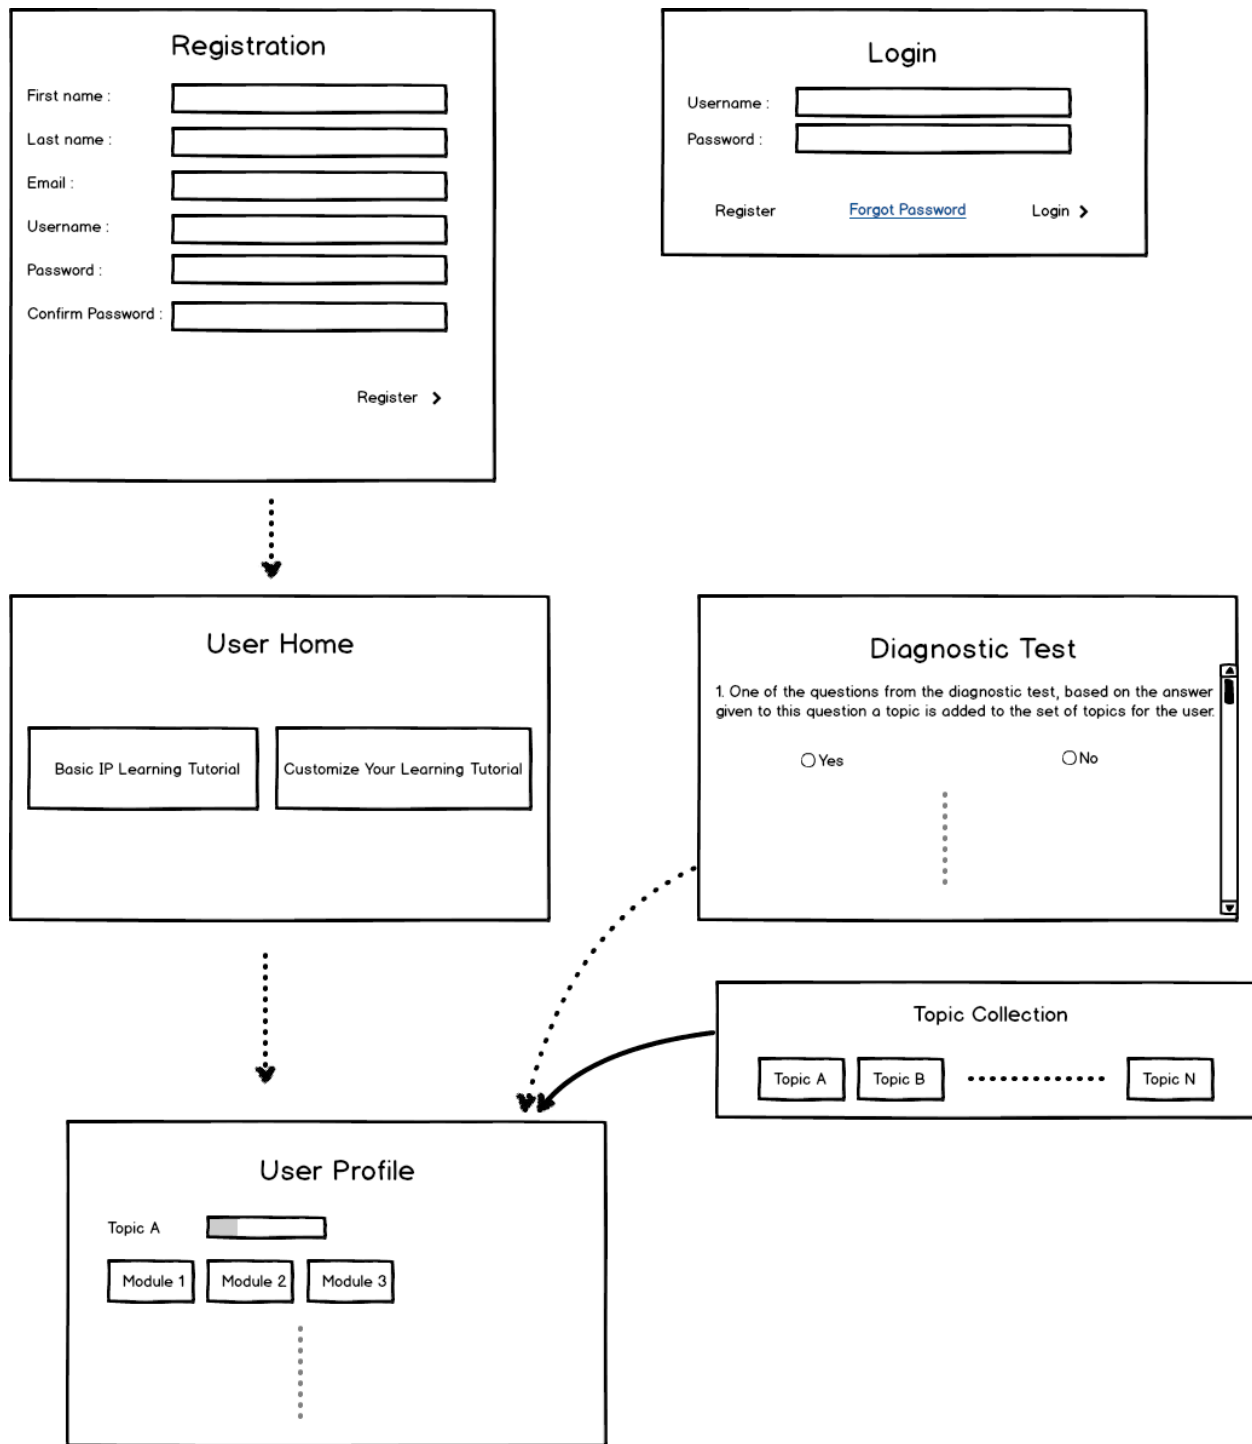 Registration
First name :
Last name :
Email :
Username :
Password :
Confirm Password :
Register
Login
Username :
Password :
Register Forgot Password Login
User Home
Basic IP Learning Tutorial
Customize Your Learning Tutorial
Diagnostic Test
1. One of the questions from the diagnostic test, based on the answer
given to this question a topic is added to the set of topics for the user.
Yes No
Topic Collection
Topic A Topic B Topic N
User Profile
Topic A
Module 1 Module 2 Module 3